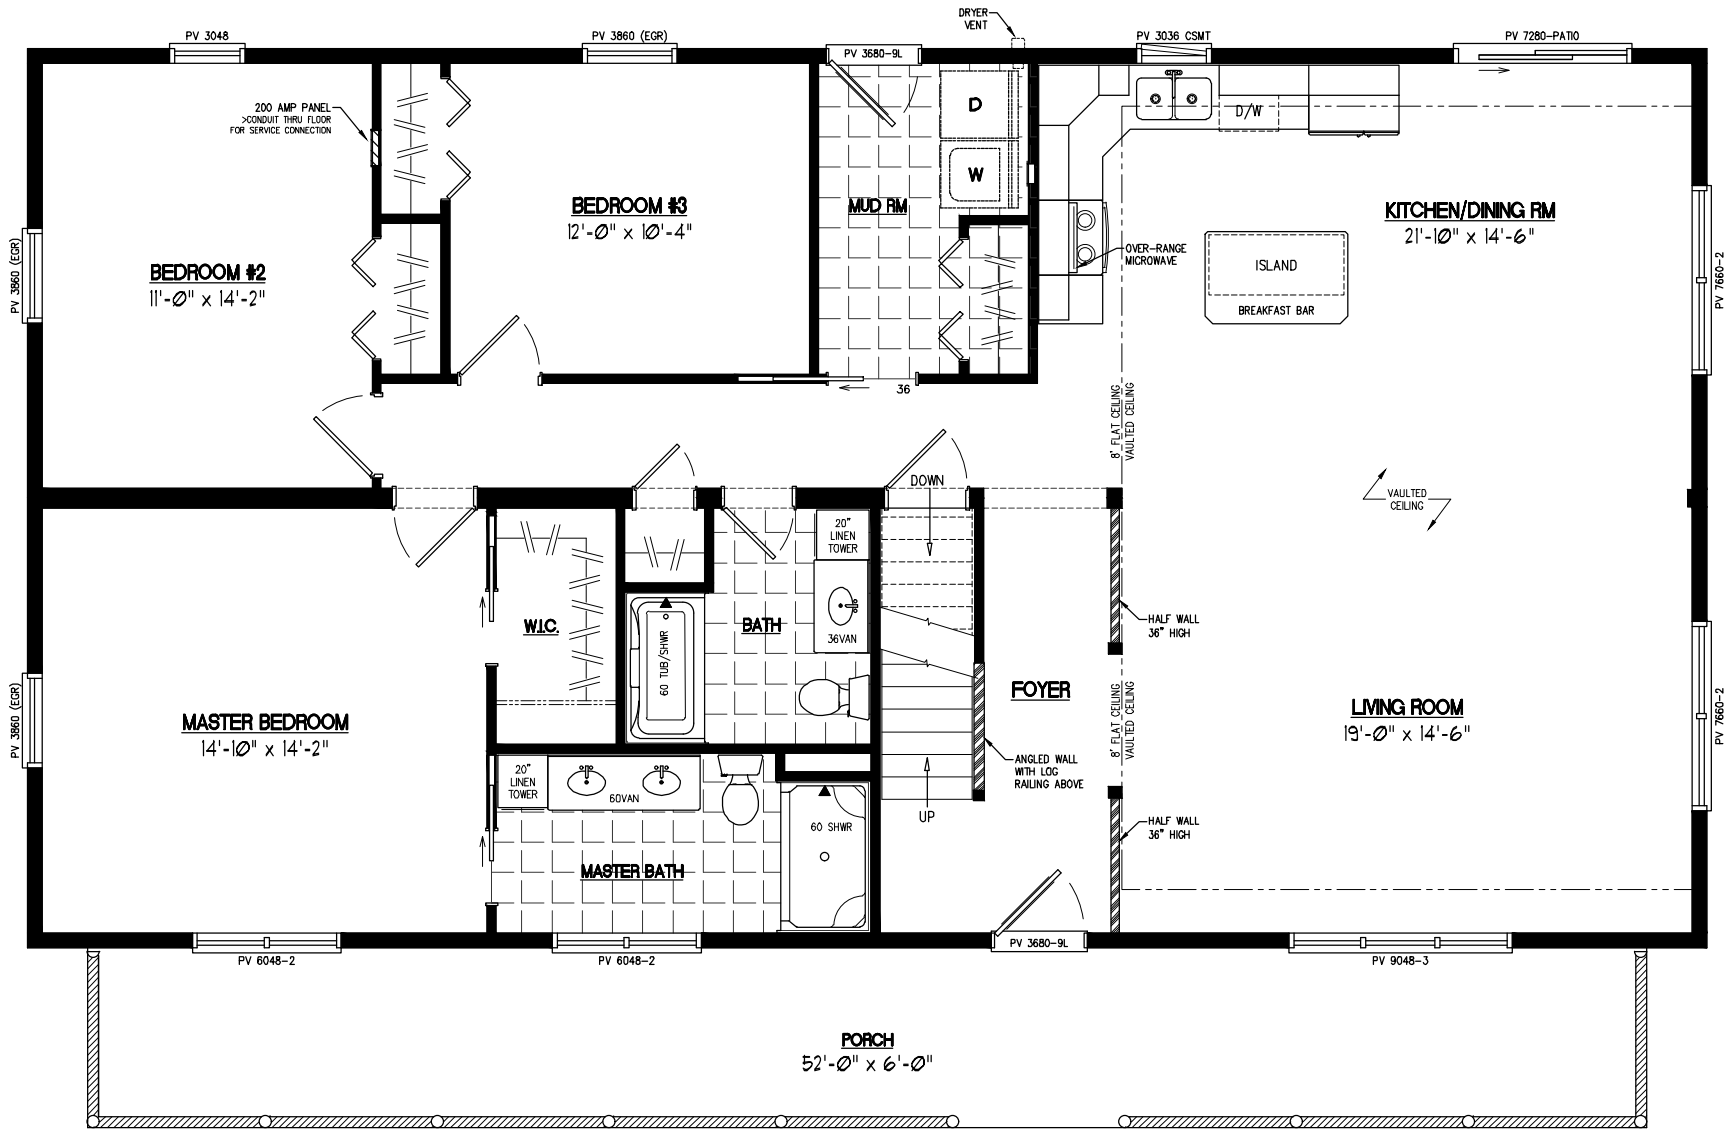 DRYER
VENT
PV 3048
PV 3860 (EGR)
PV 3680-9L
PV 3036 CSMT
PV 7280-PATIO
200 AMP PANEL
>CONDUIT THRU FLOOR
FOR SERVICE CONNECTION
D
W
D/W
MUD RM
BEDROOM #3
12'-0" x 10'-4"
KITCHEN/DINING RM
21'-10" x 14'-6"
OVER-RANGE
MICROWAVE
BEDROOM #2
11'-0" x 14'-2"
ISLAND
BREAKFAST BAR
PV 3860 (EGR)
PV 7660-2
36
8' FLAT CEILING
VAULTED CEILING
DOWN
VAULTED
CEILING
20"
LINEN
TOWER
W.I.C.
60 TUB/SHWR
BATH
36VAN
HALF WALL
36" HIGH
FOYER
8' FLAT CEILING
VAULTED CEILING
LIVING ROOM
19'-0" x 14'-6"
MASTER BEDROOM
14'-10" x 14'-2"
PV 3860 (EGR)
PV 7660-2
ANGLED WALL
WITH LOG
RAILING ABOVE
20"
LINEN
TOWER
60VAN
UP
60 SHWR
HALF WALL
36" HIGH
MASTER BATH
PV 6048-2
PV 6048-2
PV 3680-9L
PV 9048-3
PORCH
52'-0" x 6'-0"